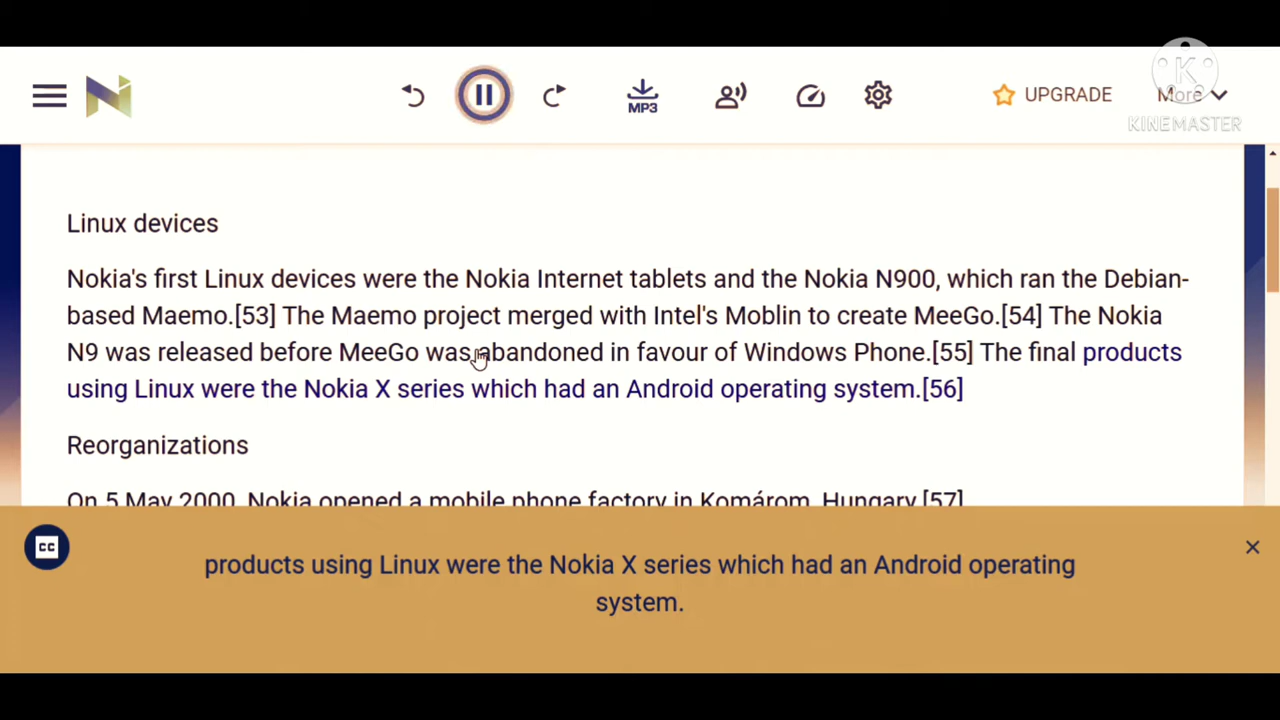 MP3
UPGRADE
More
K
KINEMASTER
Linux devices
Nokia's first Linux devices were the Nokia Internet tablets and the Nokia N900, which ran the Debian-
based Maemo.[53] The Maemo project merged with Intel's Moblin to create MeeGo.[54] The Nokia
N9 was released before MeeGo was abandoned in favour of Windows Phone.[55] The final products
using Linux were the Nokia X series which had an Android operating system.[56]
Reorganizations
On 5 May 2000, Nokia opened a mobile phone factory in Komárom, Hungary.[57]
CC
products using Linux were the Nokia X series which had an Android operating
system.